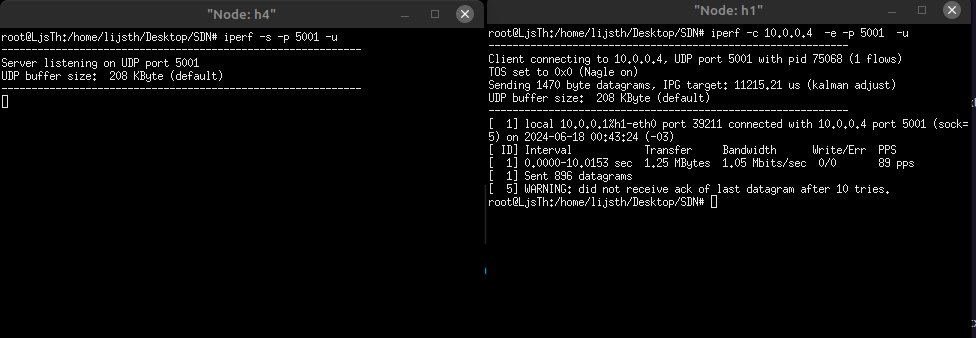 "Node: h4"
root@LjsTh:/home/lijsth/Desktop/SDN# iperf -s -p 5001 -u
------------------------------------------------------------
Server listening on UDP port 5001
UDP buffer size:  208 KByte (default)
------------------------------------------------------------
"Node: h1"
root@LjsTh:/home/lijsth/Desktop/SDN# iperf -c 10.0.0.4  -e -p 5001  -u
------------------------------------------------------------
Client connecting to 10.0.0.4, UDP port 5001 with pid 75068 (1 flows)
TOS set to 0x0 (Nagle on)
Sending 1470 byte datagrams, IPG target: 11215.21 us (kalman adjust)
UDP buffer size:  208 KByte (default)
------------------------------------------------------------
[  1] local 10.0.0.1%h1-eth0 port 39211 connected with 10.0.0.4 port 5001 (sock=
5) on 2024-06-18 00:43:24 (-03)
[ ID] Interval            Transfer     Bandwidth      Write/Err  PPS
[  1] 0.0000-10.0153 sec  1.25 MBytes  1.05 Mbits/sec  0/0       89 pps
[  1] Sent 896 datagrams
[  5] WARNING: did not receive ack of last datagram after 10 tries.
root@LjsTh:/home/lijsth/Desktop/SDN#